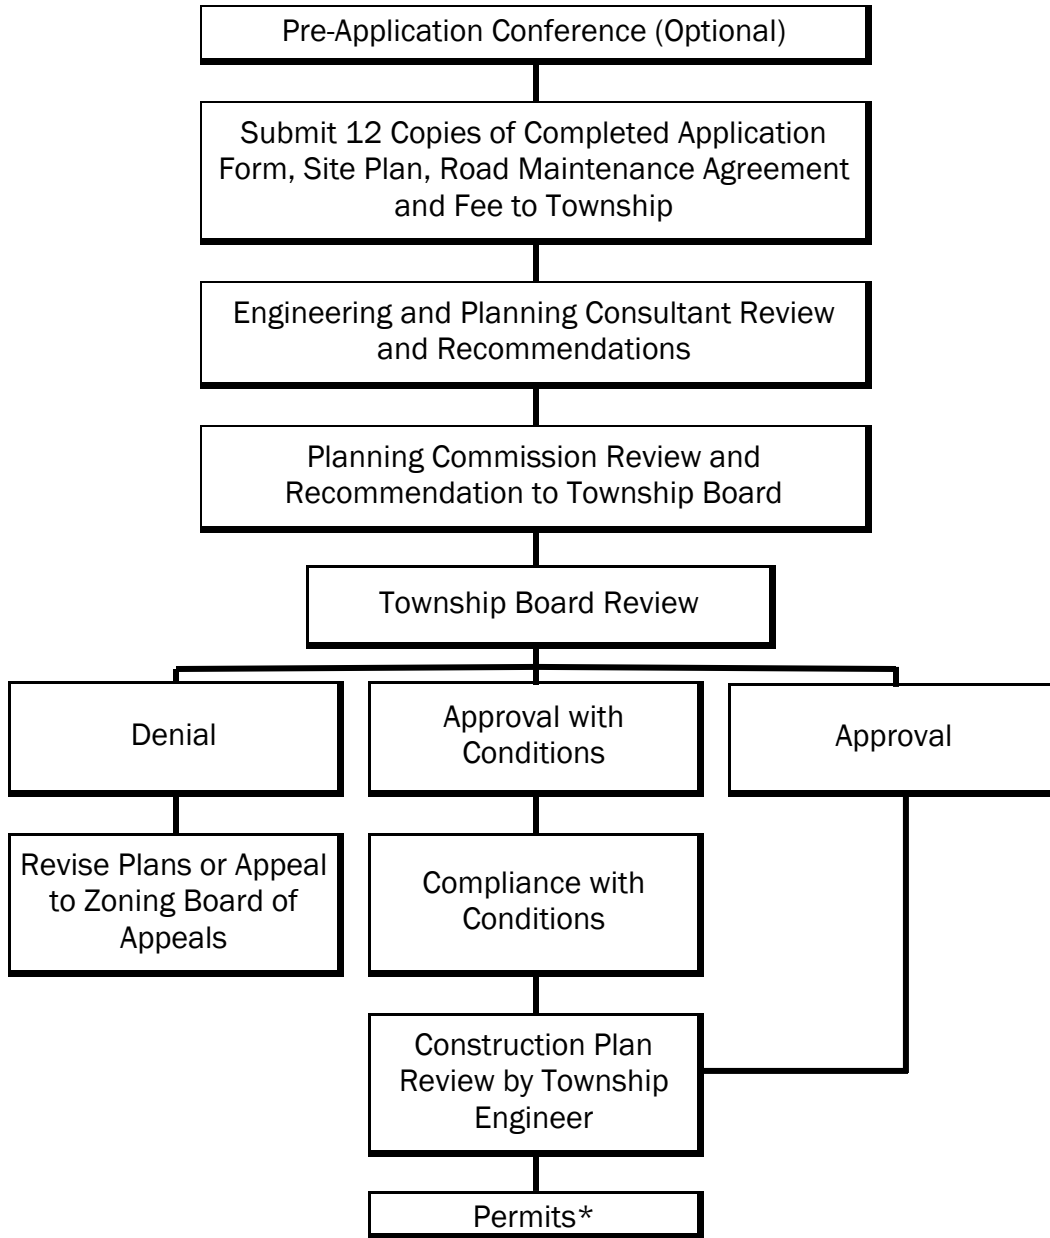 Pre-Application Conference (Optional)
Submit 12 Copies of Completed Application
Form, Site Plan, Road Maintenance Agreement
and Fee to Township
Engineering and Planning Consultant Review
and Recommendations
Planning Commission Review and
Recommendation to Township Board
Township Board Review
Denial
Approval with
Conditions
Approval
Revise Plans or Appeal
to Zoning Board of
Appeals
Compliance with
Conditions
Construction Plan
Review by Township
Engineer
Permits*